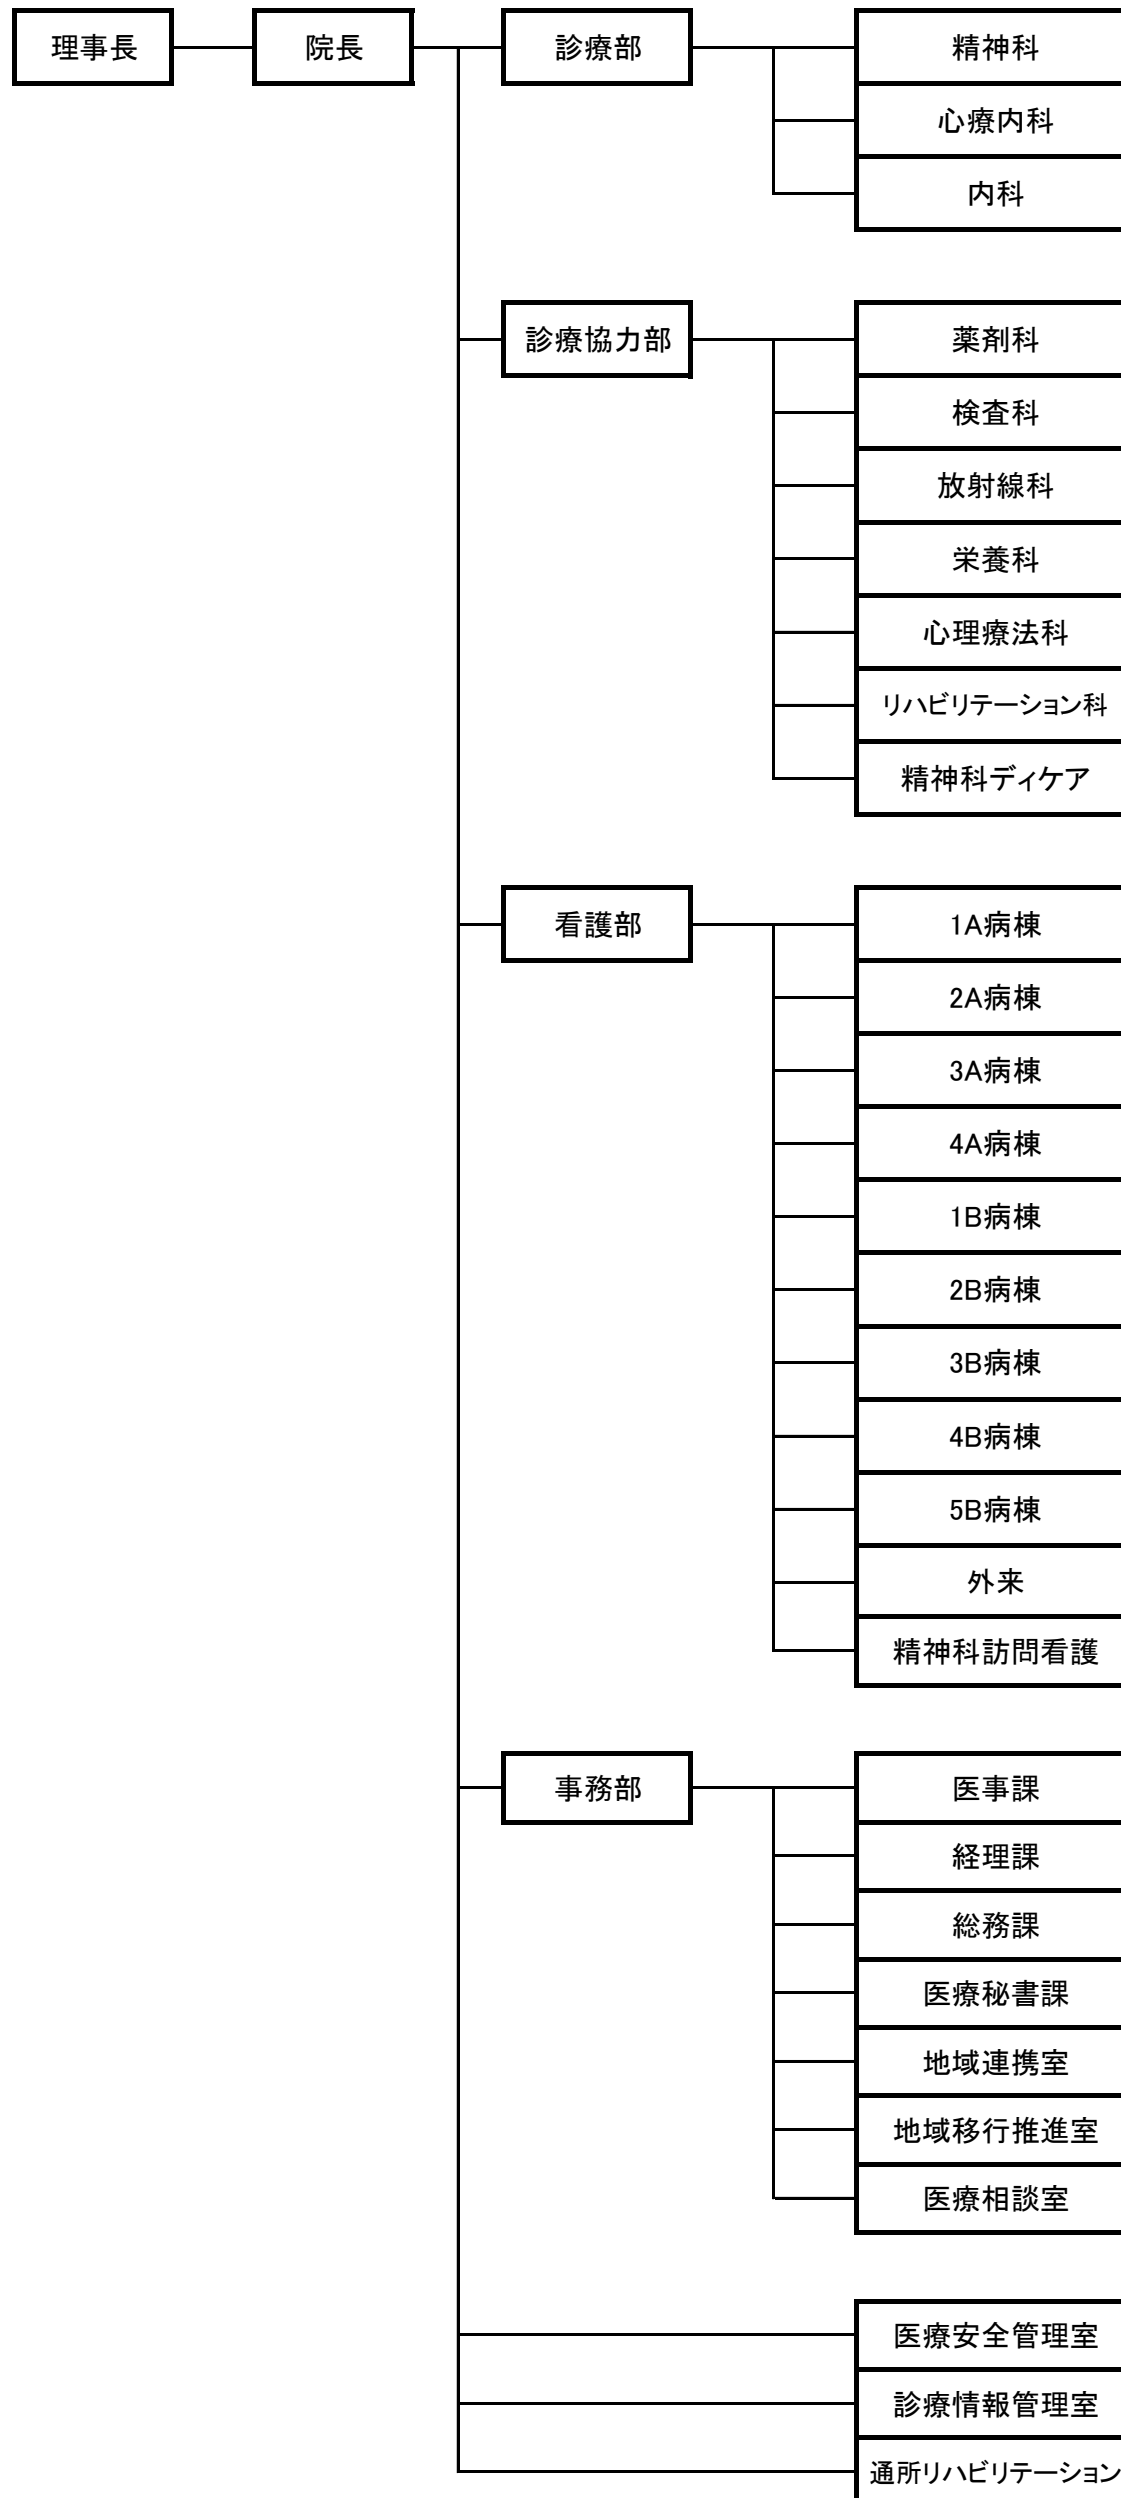 理事長
院長
診療部
精神科
心療内科
内科
診療協力部
薬剤科
検査科
放射線科
栄養科
心理療法科
リハビリテーション科
精神科ディケア
看護部
1A病棟
2A病棟
3A病棟
4A病棟
1B病棟
2B病棟
3B病棟
4B病棟
5B病棟
外来
精神科訪問看護
事務部
医事課
経理課
総務課
医療秘書課
地域連携室
地域移行推進室
医療相談室
医療安全管理室
診療情報管理室
通所リハビリテーション